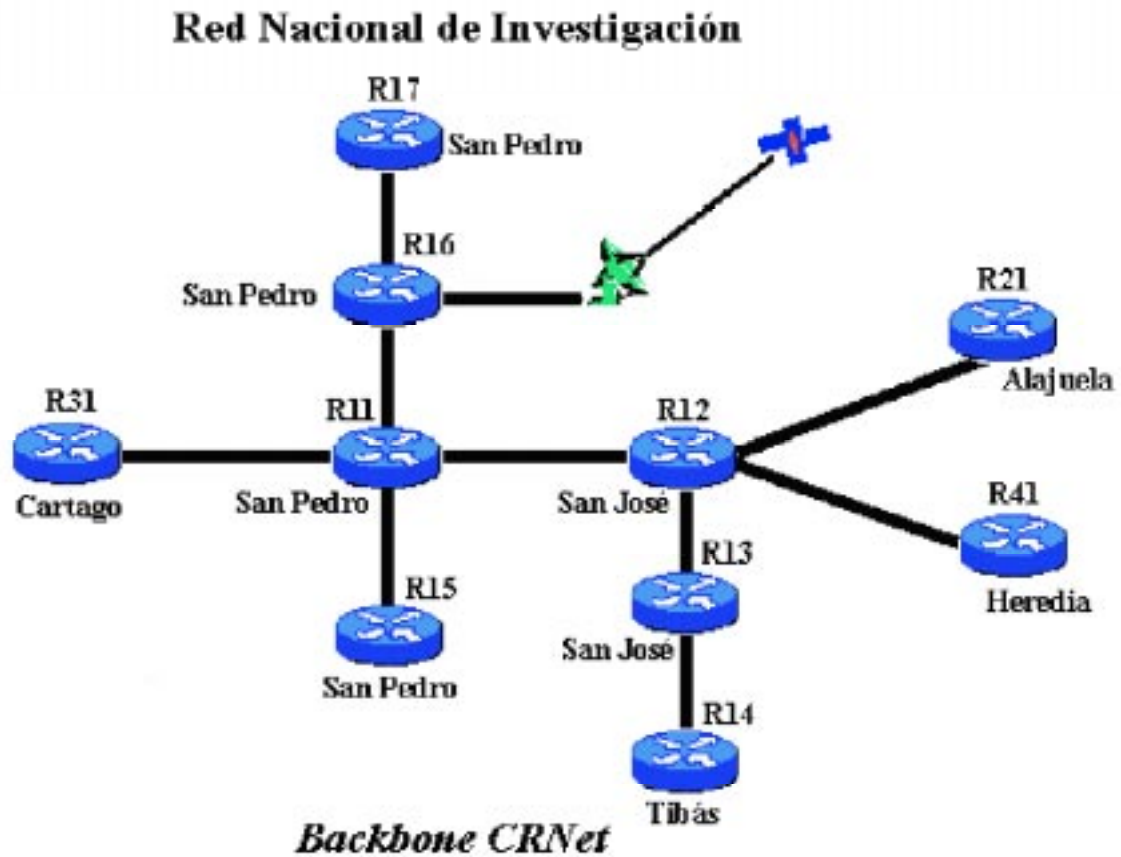 Red Nacional de Investigación
R17
San Pedro
R16
San Pedro
R21
Alajuela
R31
R11
R12
Cartago
San Pedro
San José
R41
Heredia
R13
R15
San José
San Pedro
R14
Tibás
Backbone CRNet